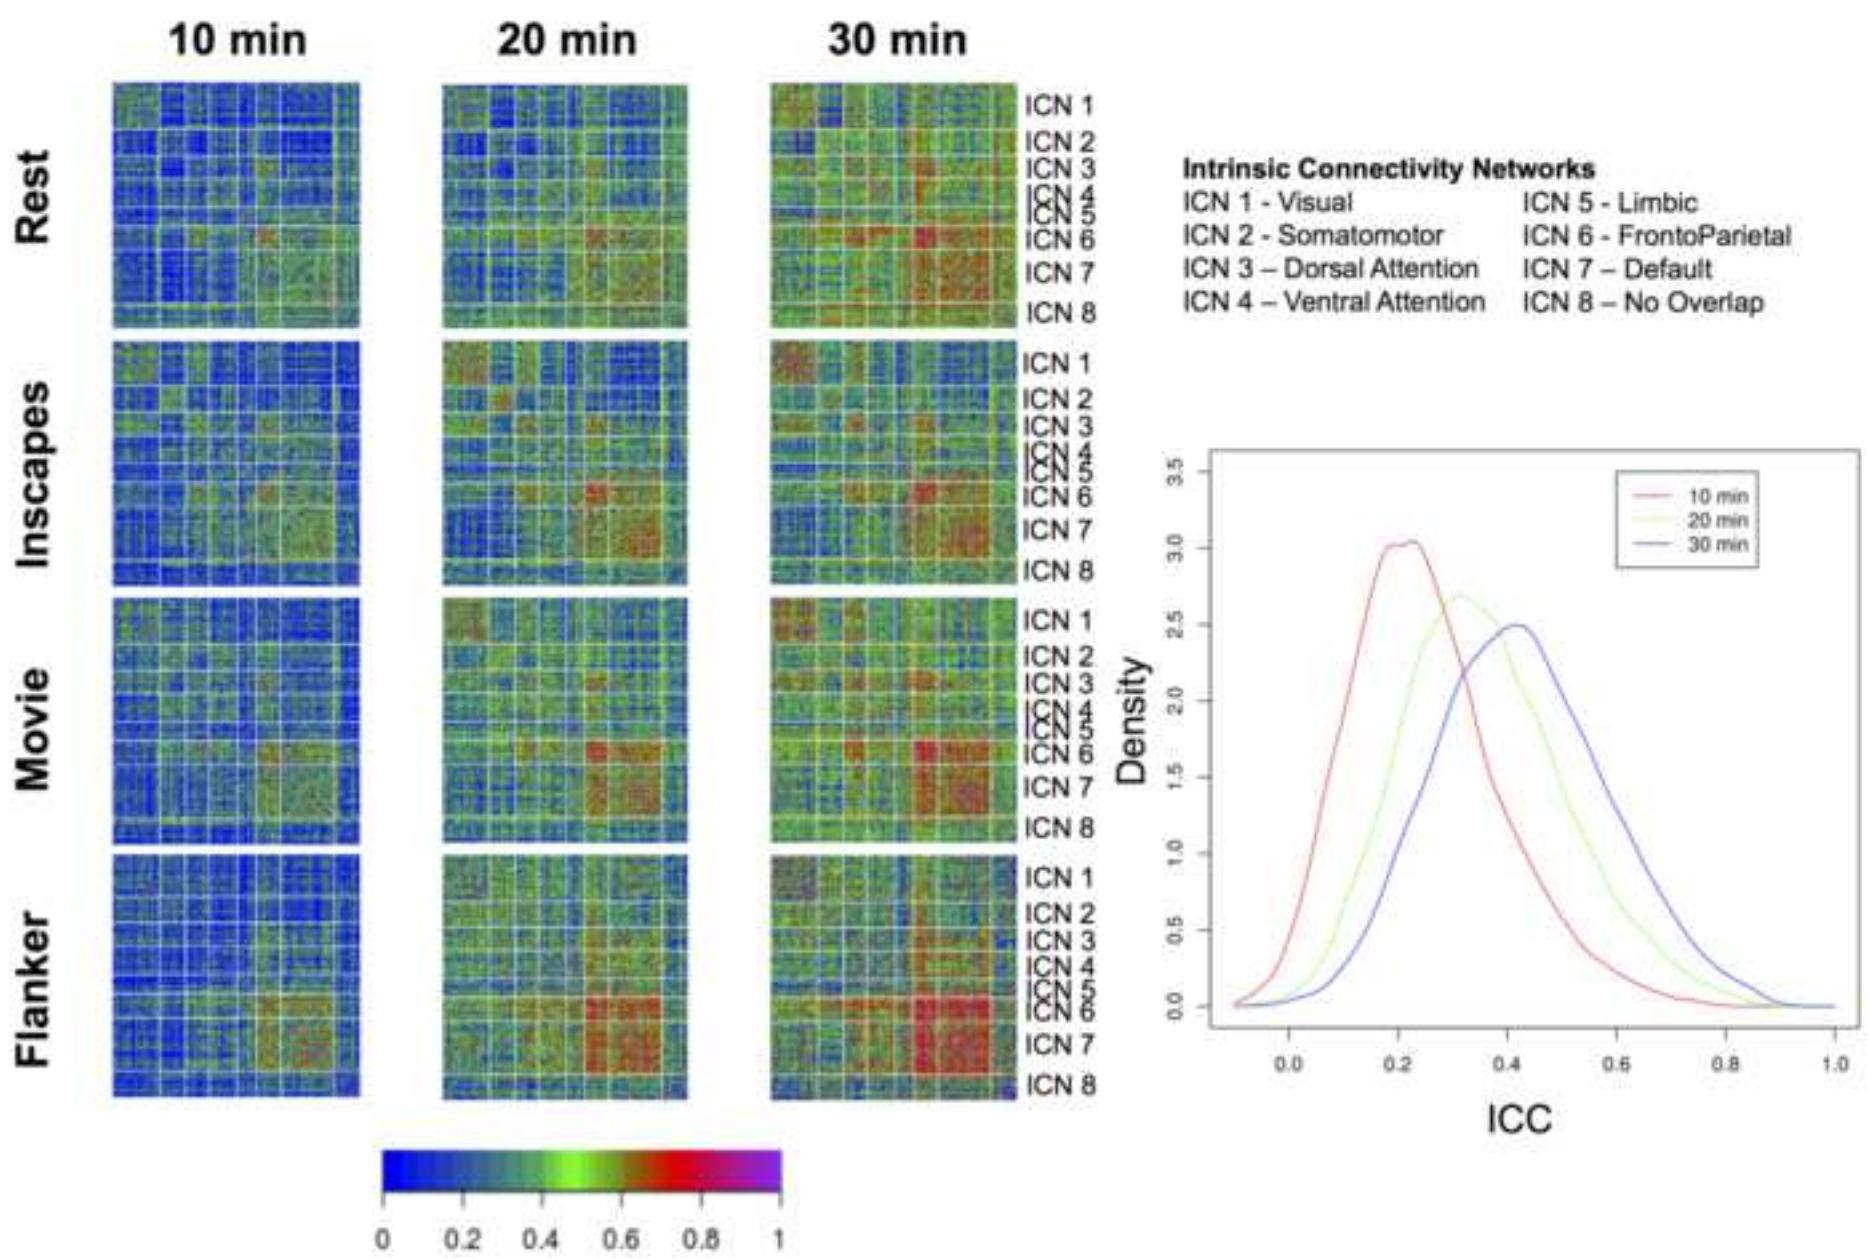 10 min 20 min 30 min
Rest
ICN 1
ICN 2
ICN 3
ICN 4
ICN 5
ICN 6
ICN 7
ICN 8
Inscapes
ICN 1
ICN 2
ICN 3
ICN 4
ICN 5
ICN 6
ICN 7
ICN 8
Movie
ICN 1
ICN 2
ICN 3
ICN 4
ICN 5
ICN 6
ICN 7
ICN 8
Flanker
ICN 1
ICN 2
ICN 3
ICN 4
ICN 5
ICN 6
ICN 7
ICN 8
0 0.2 0.4 0.6 0.8 1
Intrinsic Connectivity Networks
ICN 1 - Visual ICN 5 - Limbic
ICN 2 - Somatomotor ICN 6 - FrontoParietal
ICN 3 – Dorsal Attention ICN 7 – Default
ICN 4 – Ventral Attention ICN 8 – No Overlap
10 min
20 min
30 min
Density
3.5
3.0
2.5
2.0
1.5
1.0
0.5
0.0
0.0 0.2 0.4 0.6 0.8 1.0
ICC